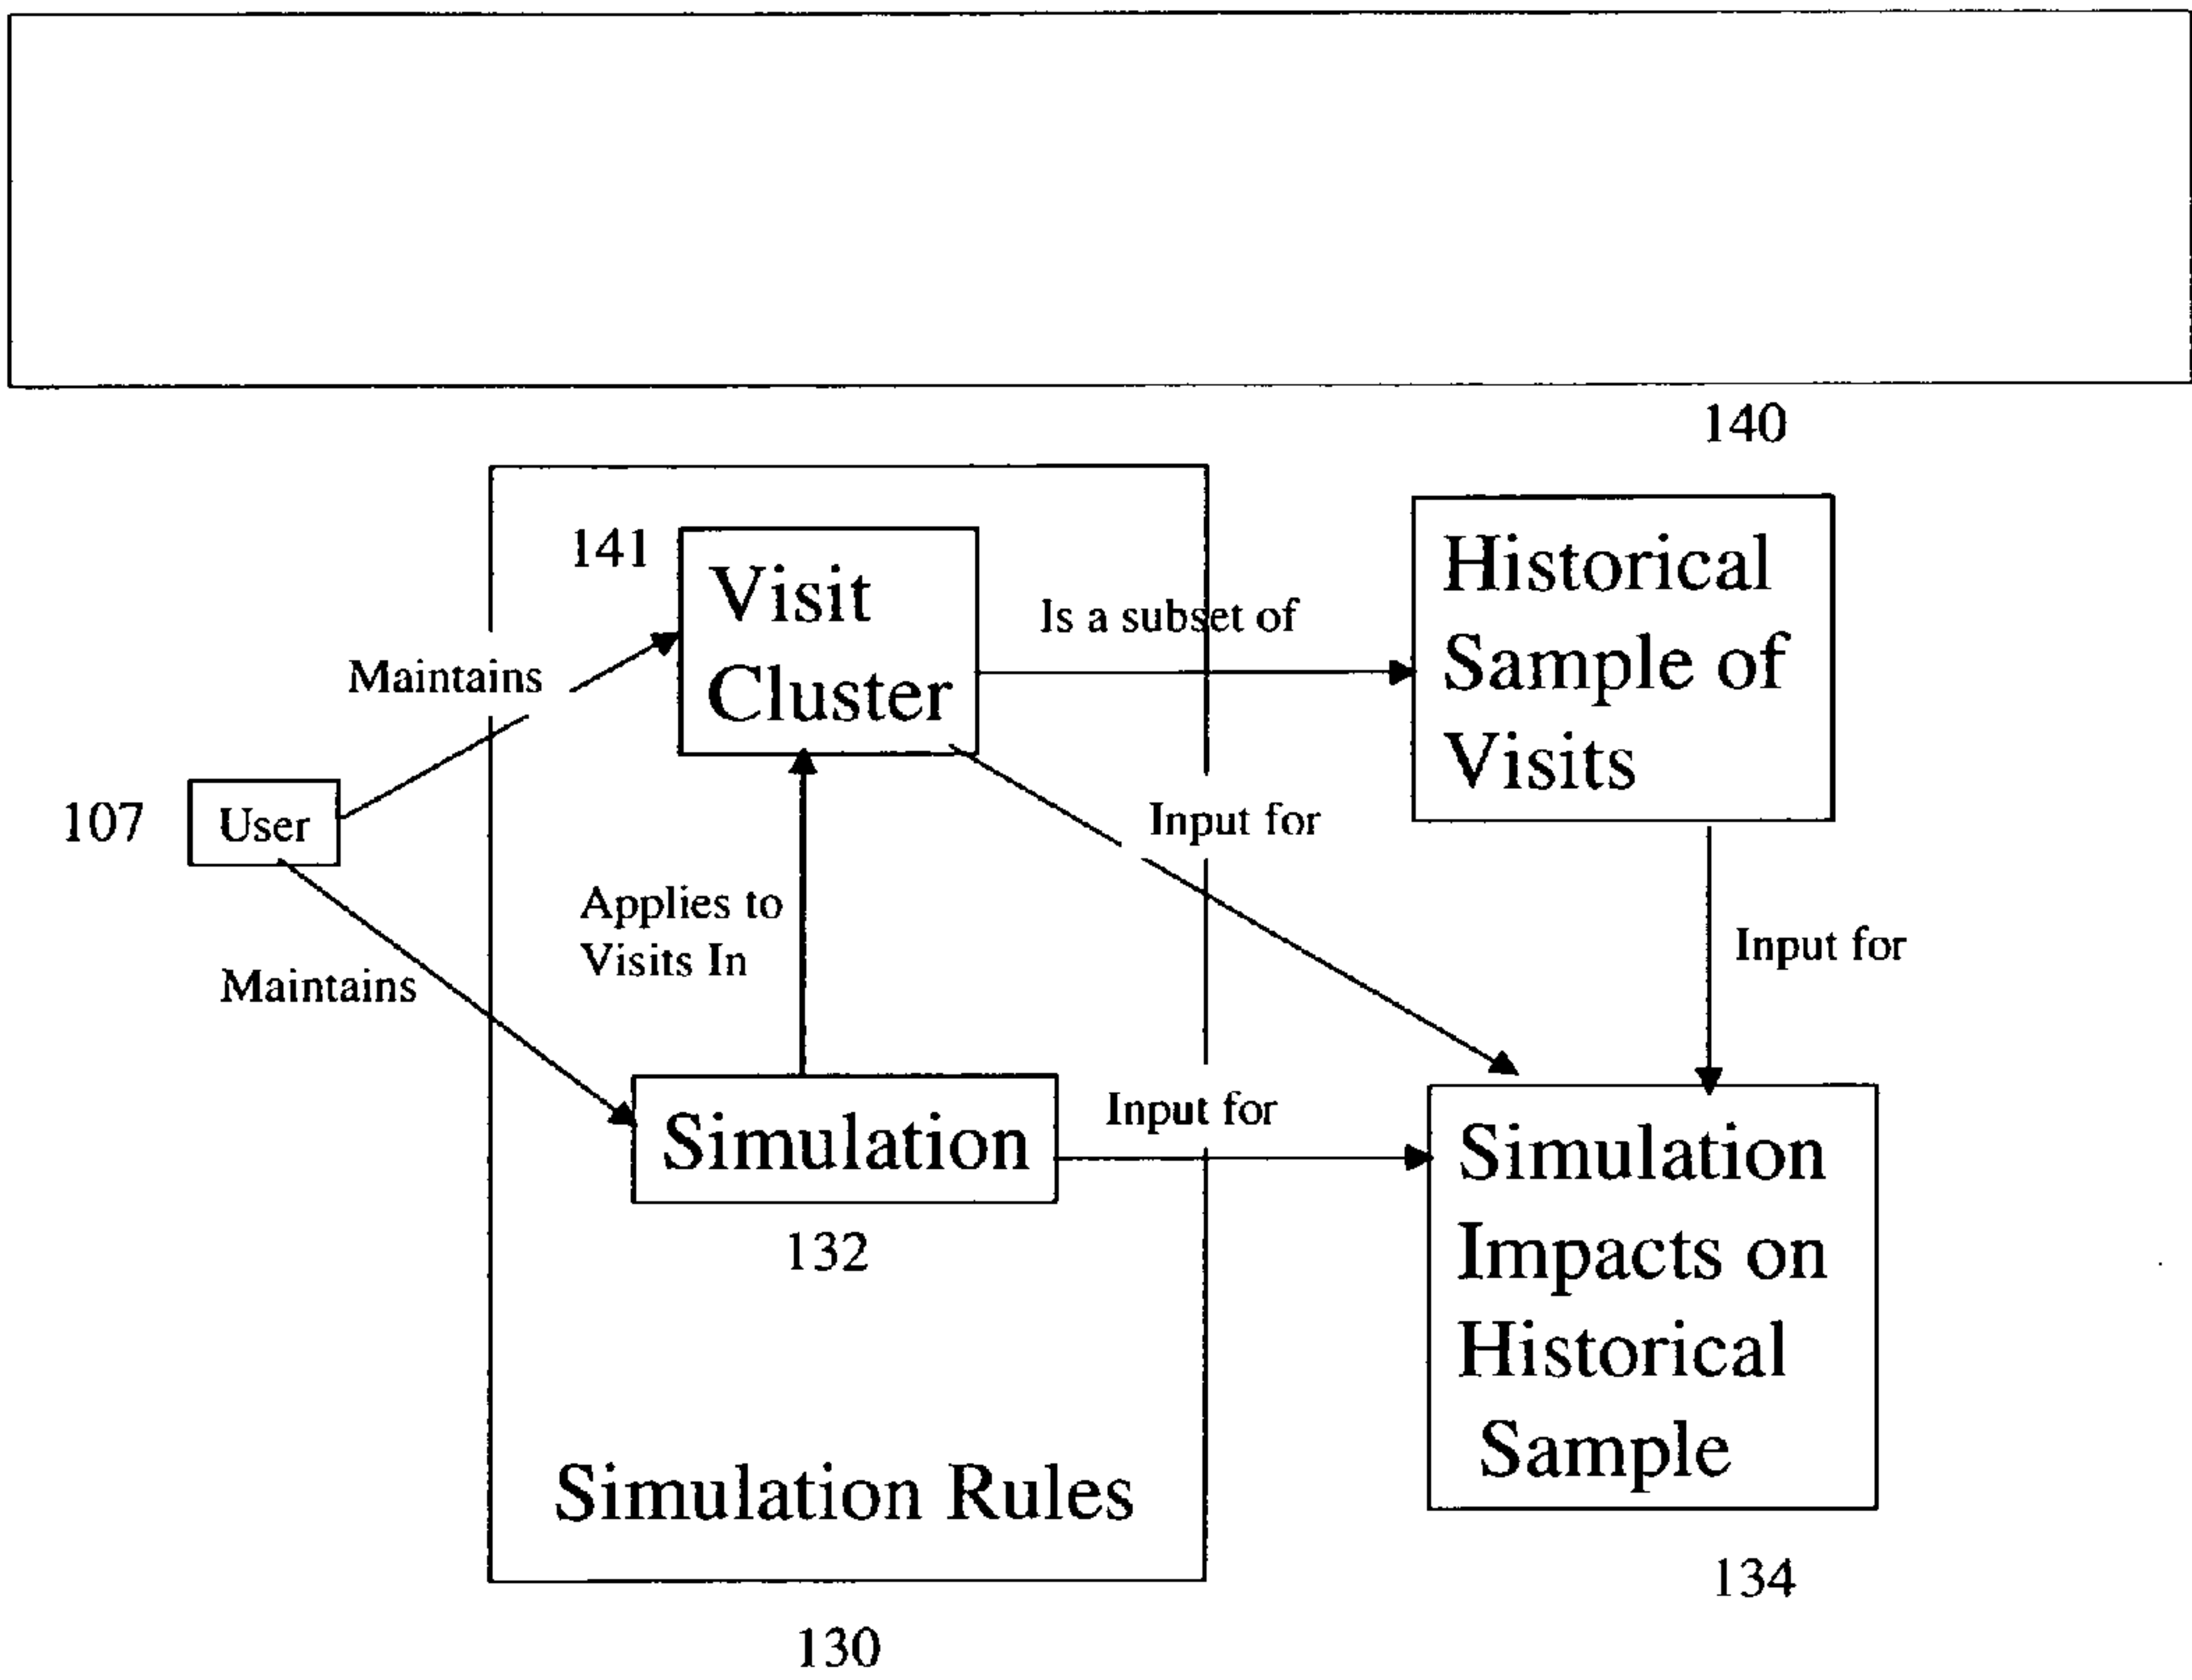 140
141
Visit
Cluster
Is a subset of
Historical
Sample of
Visits
Maintains
107
User
Input for
Applies to
Visits In
Input for
Maintains
Simulation
132
Input for
Simulation
Impacts on
Historical
Sample
Simulation Rules
134
130